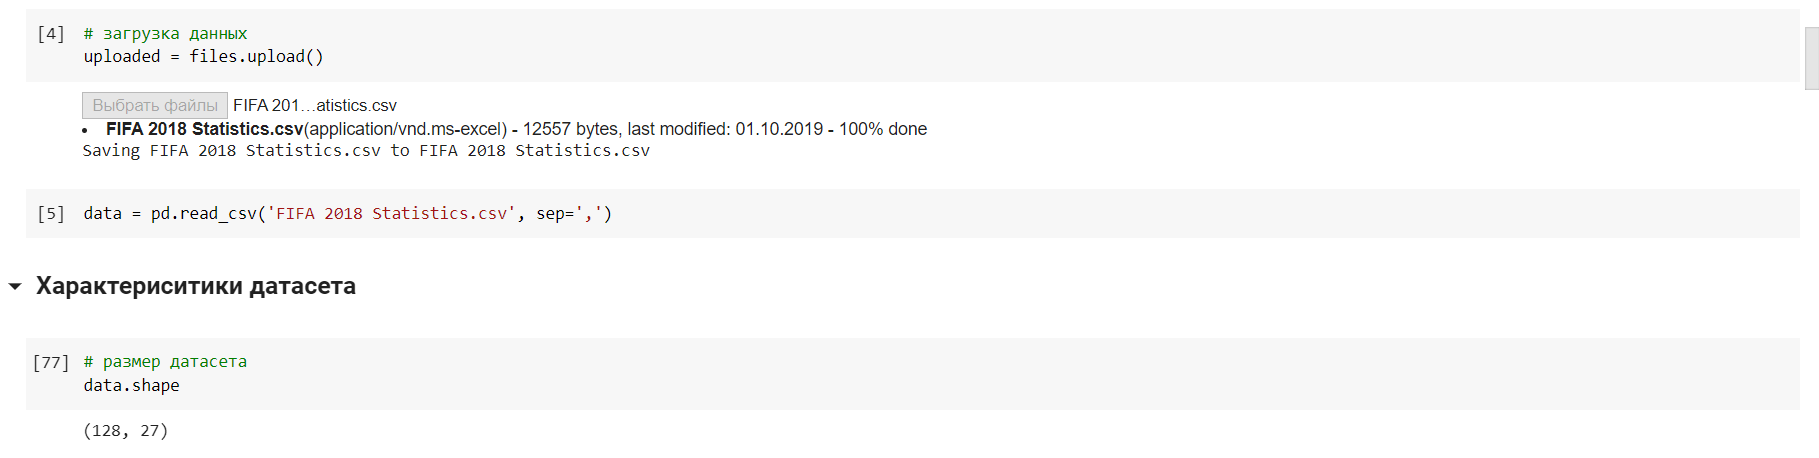 [4] # загрузка данных
uploaded = files.upload()
Выбрать файлы FIFA 201…atistics.csv
• FIFA 2018 Statistics.csv(application/vnd.ms-excel) - 12557 bytes, last modified: 01.10.2019 - 100% done
Saving FIFA 2018 Statistics.csv to FIFA 2018 Statistics.csv
[5] data = pd.read_csv('FIFA 2018 Statistics.csv', sep=',')
Характериситики датасета
[77] # размер датасета
data.shape
(128, 27)